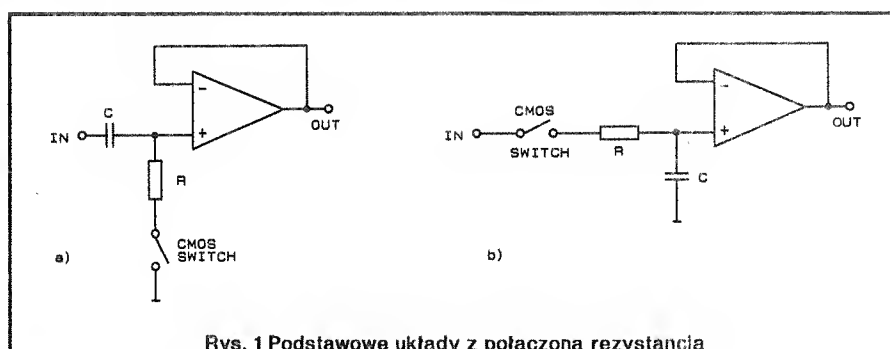 C
IN
-
+
OUT
R
CMOS
SWITCH
a)
IN
CMOS
SWITCH
R
-
+
OUT
C
b)
Rys. 1 Podstawowe układy z połączoną rezystancją